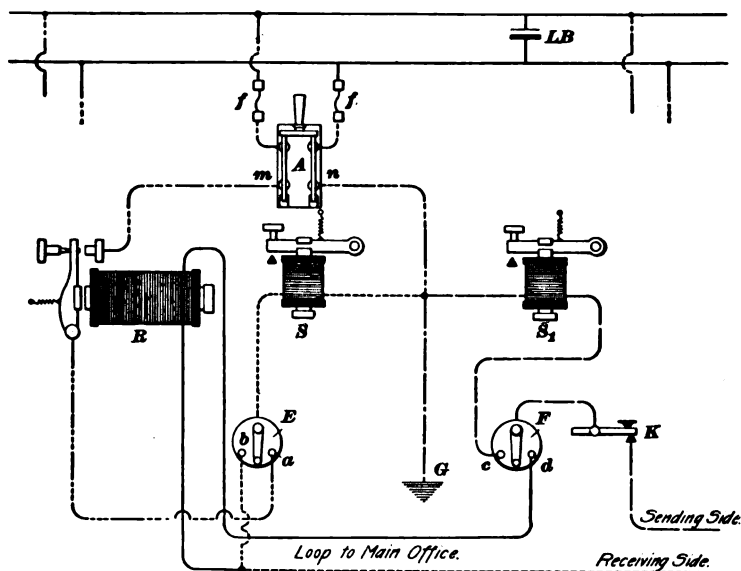 LB
f f
m A n
R S S₁
E F
b a c d K
G
Sending Side.
Loop to Main Office.
Receiving Side.